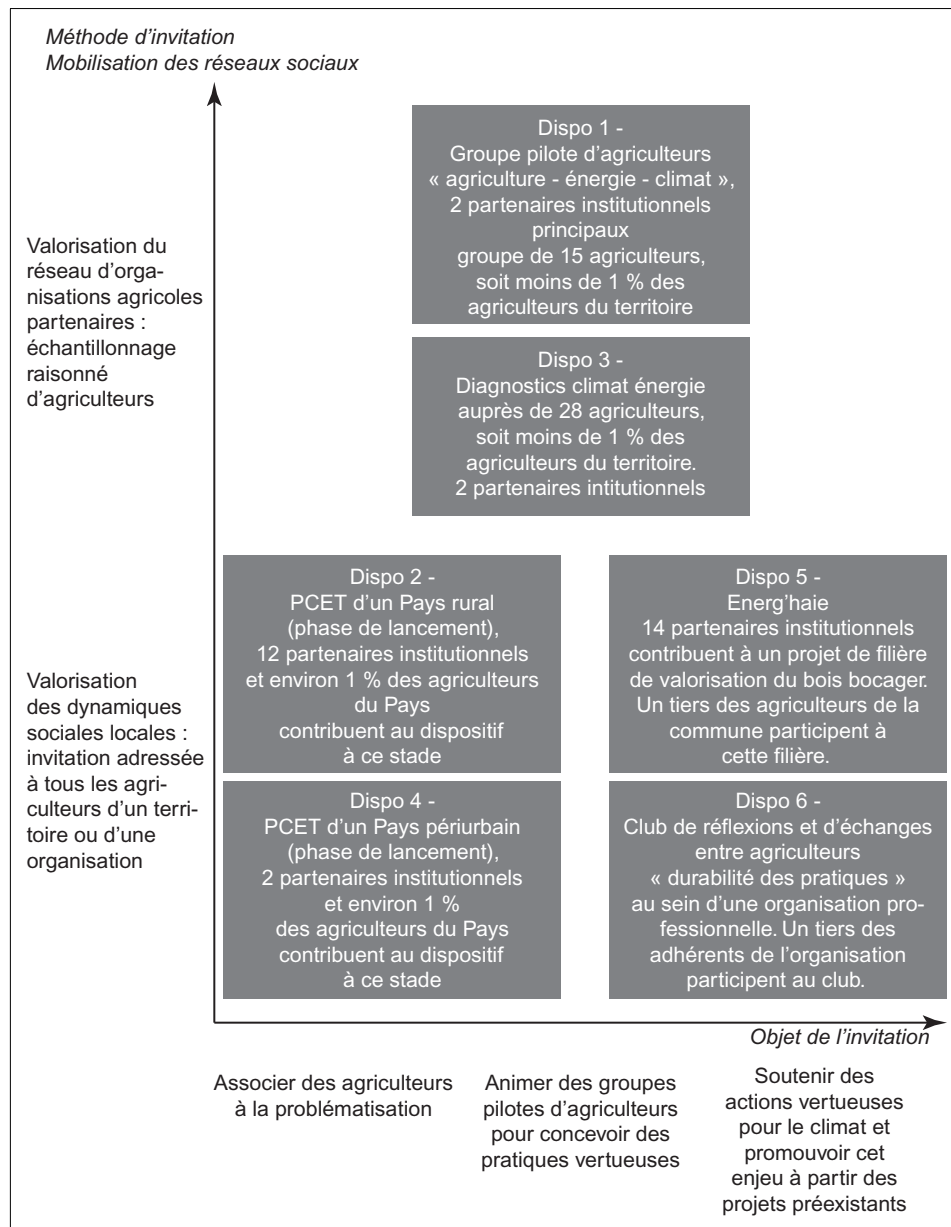 Méthode d'invitation
Mobilisation des réseaux sociaux
Dispo 1 -
Groupe pilote d'agriculteurs
« agriculture - énergie - climat »,
2 partenaires institutionnels
principaux
groupe de 15 agriculteurs,
soit moins de 1 % des
agriculteurs du territoire
Valorisation du
réseau d'orga-
nisations agricoles
partenaires :
échantillonnage
raisonné
d'agriculteurs
Dispo 3 -
Diagnostics climat énergie
auprès de 28 agriculteurs,
soit moins de 1 % des
agriculteurs du territoire.
2 partenaires intitutionnels
Valorisation
des dynamiques
sociales locales :
invitation adressée
à tous les agri-
culteurs d'un terri-
toire ou d'une
organisation
Dispo 2 -
PCET d'un Pays rural
(phase de lancement),
12 partenaires institutionnels
et environ 1 % des agriculteurs
du Pays
contribuent au dispositif
à ce stade
Dispo 5 -
Energ'haie
14 partenaires institutionnels
contribuent à un projet de filière
de valorisation du bois bocager.
Un tiers des agriculteurs de la
commune participent à
cette filière.
Dispo 4 -
PCET d'un Pays périurbain
(phase de lancement),
2 partenaires institutionnels
et environ 1 %
des agriculteurs du Pays
contribuent au dispositif
à ce stade
Dispo 6 -
Club de réflexions et d'échanges
entre agriculteurs
« durabilité des pratiques »
au sein d'une organisation pro-
fessionnelle. Un tiers des
adhérents de l'organisation
participent au club.
Objet de l'invitation
Associer des agriculteurs
à la problématisation
Animer des groupes
pilotes d'agriculteurs
pour concevoir des
pratiques vertueuses
Soutenir des
actions vertueuses
pour le climat et
promouvoir cet
enjeu à partir des
projets préexistants